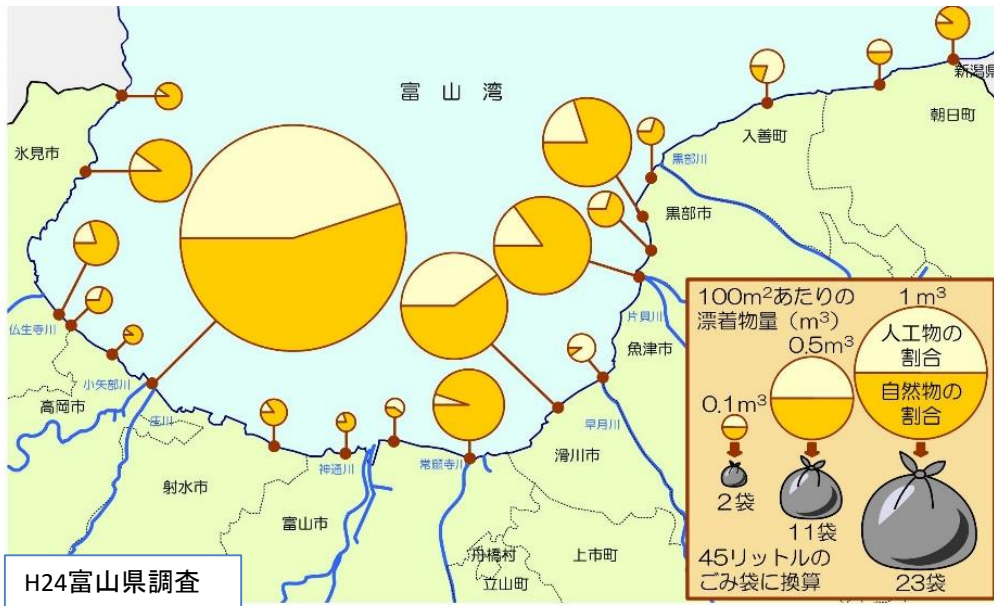 富山湾
新潟県
朝日町
入善町
氷見市
黒部川
黒部市
片貝川
魚津市
仏生寺川
小矢部川
高岡市
庄川
早月川
滑川市
射水市
神通川
常願寺川
富山市
舟橋村
上市町
立山町
H24富山県調査
100m²あたりの
漂着物量（m³）
1m³
0.5m³
0.1m³
人工物の
割合
自然物の
割合
2袋
11袋
23袋
45リットルの
ごみ袋に換算